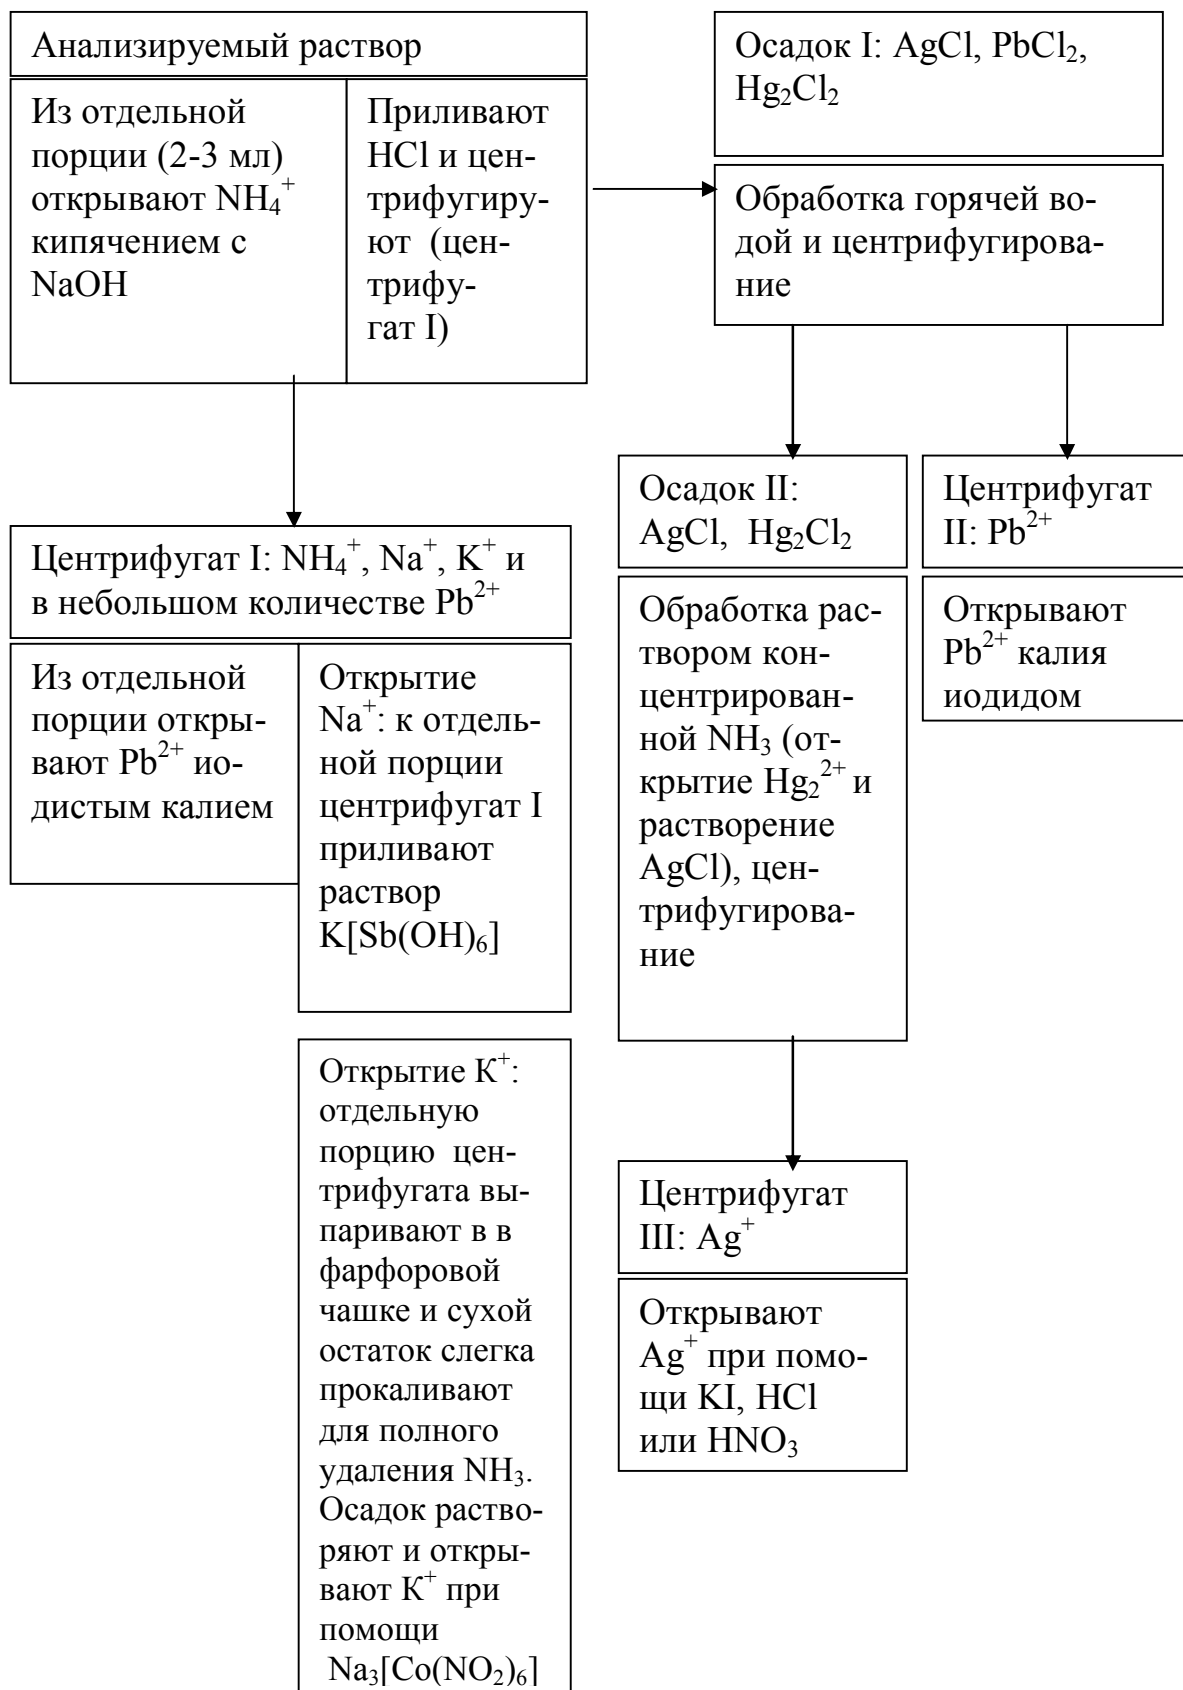 Анализируемый раствор
Из отдельной
порции (2-3 мл)
открывают NH₄⁺
кипячением с
NaOH
Приливают
HCl и цен-
трифугиру-
ют (цен-
трифу-
гат I)
Осадок I: AgCl, PbCl₂,
Hg₂Cl₂
Обработка горячей во-
дой и центрифугирова-
ние
Центрифугат I: NH₄⁺, Na⁺, K⁺ и
в небольшом количестве Pb²⁺
Из отдельной
порции откры-
вают Pb²⁺ ио-
дистым калием
Открытие
Na⁺: к отдель-
ной порции
центрифугат I
приливают
раствор
K[Sb(OH)₆]
Открытие К⁺:
отдельную
порцию цен-
трифугата вы-
паривают в в
фарфоровой
чашке и сухой
остаток слегка
прокаливают
для полного
удаления NH₃.
Осадок раство-
ряют и откры-
вают К⁺ при
помощи
Na₃[Co(NO₂)₆]
Осадок II:
AgCl, Hg₂Cl₂
Обработка рас-
твором кон-
центрирован-
ной NH₃ (от-
крытие Hg₂²⁺ и
растворение
AgCl), цен-
трифугирова-
ние
Центрифугат
III: Ag⁺
Открывают
Ag⁺ при помо-
щи KI, HCl
или HNO₃
Центрифугат
II: Pb²⁺
Открывают
Pb²⁺ калия
иодидом